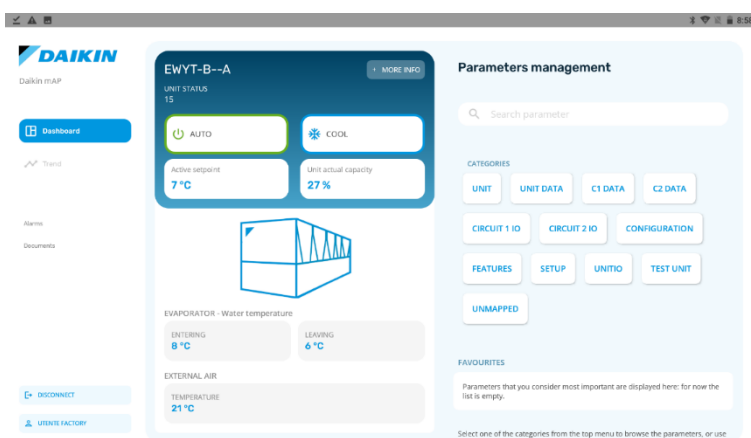 8:58
DAIKIN
Daikin mAP
Dashboard
Trend
Alarms
Documents
DISCONNECT
UTENTE FACTORY
EWYT-B--A
+ MORE INFO
UNIT STATUS
15
AUTO
COOL
Active setpoint
7 °C
Unit actual capacity
27 %
EVAPORATOR - Water temperature
ENTERING
8 °C
LEAVING
6 °C
EXTERNAL AIR
TEMPERATURE
21 °C
Parameters management
Search parameter
CATEGORIES
UNIT
UNIT DATA
C1 DATA
C2 DATA
CIRCUIT 1 IO
CIRCUIT 2 IO
CONFIGURATION
FEATURES
SETUP
UNITIO
TEST UNIT
UNMAPPED
FAVOURITES
Parameters that you consider most important are displayed here: for now the
list is empty.
Select one of the categories from the top menu to browse the parameters, or use